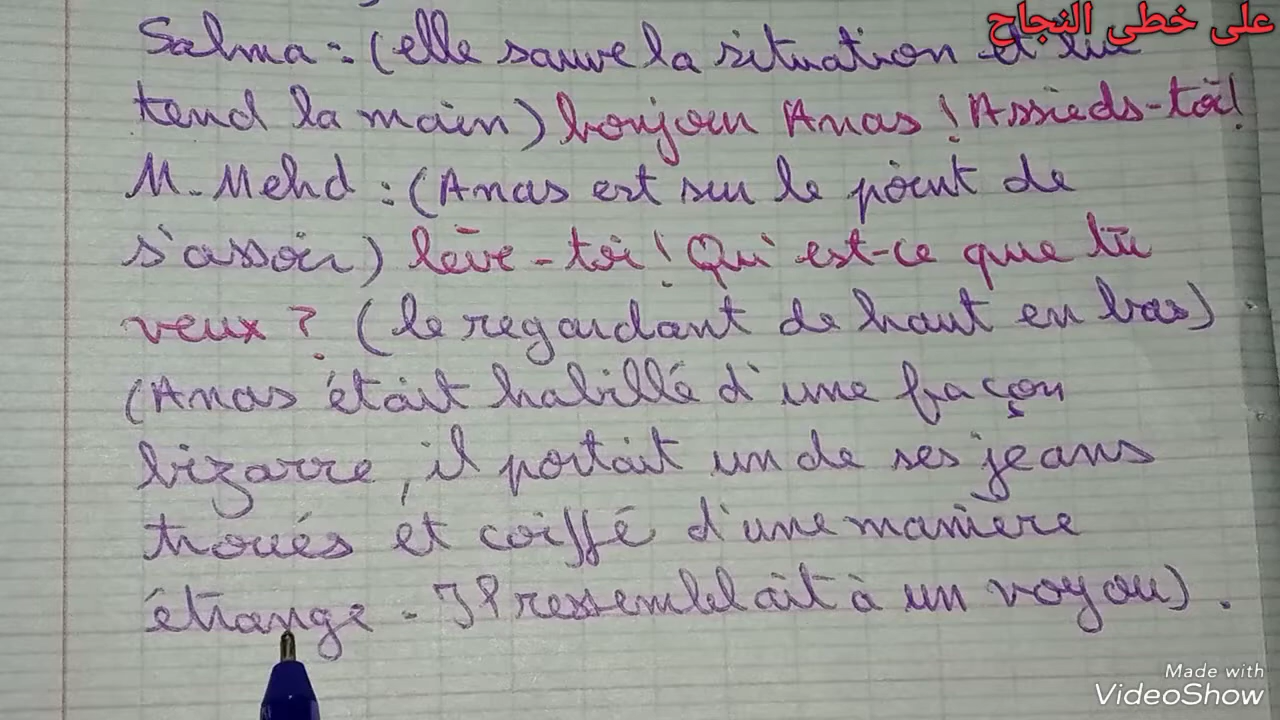 على خطى النجاح
Salma : (elle sauve la situation et lui
tend la main) bonjour Anas ! Assieds-toi!
M. Mehd : (Anas est sur le point de
s'assoir) lève-toi ! Qui est-ce que tu
veux ? (le regardant de haut en bas)
(Anas était habillé d'une façon
bizarre, il portait un de ses jeans
troués et coiffé d'une manière
étrange. Il ressemblait à un voyou).
Made with
VideoShow